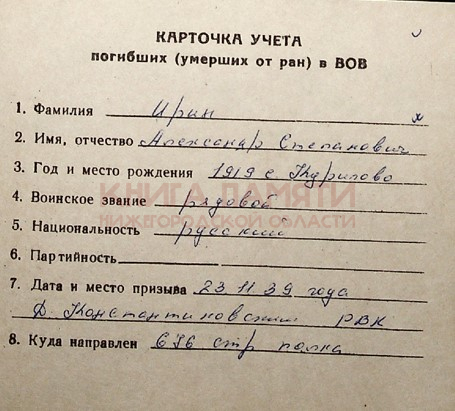 КАРТОЧКА УЧЕТА
погибших (умерших от ран) в ВОВ
1. Фамилия Иран
2. Имя, отчество Александр Степанович
3. Год и место рождения 1919 с Курилово
КНИГА ПАМЯТИ
4. Воинское звание рядовой
НИЖЕГОРОДСКОЙ ОБЛАСТИ
5. Национальность русский
6. Партийность
7. Дата и место призыва 23 11.39 года
Д. Константиновский РВК
8. Куда направлен 676 стр полка